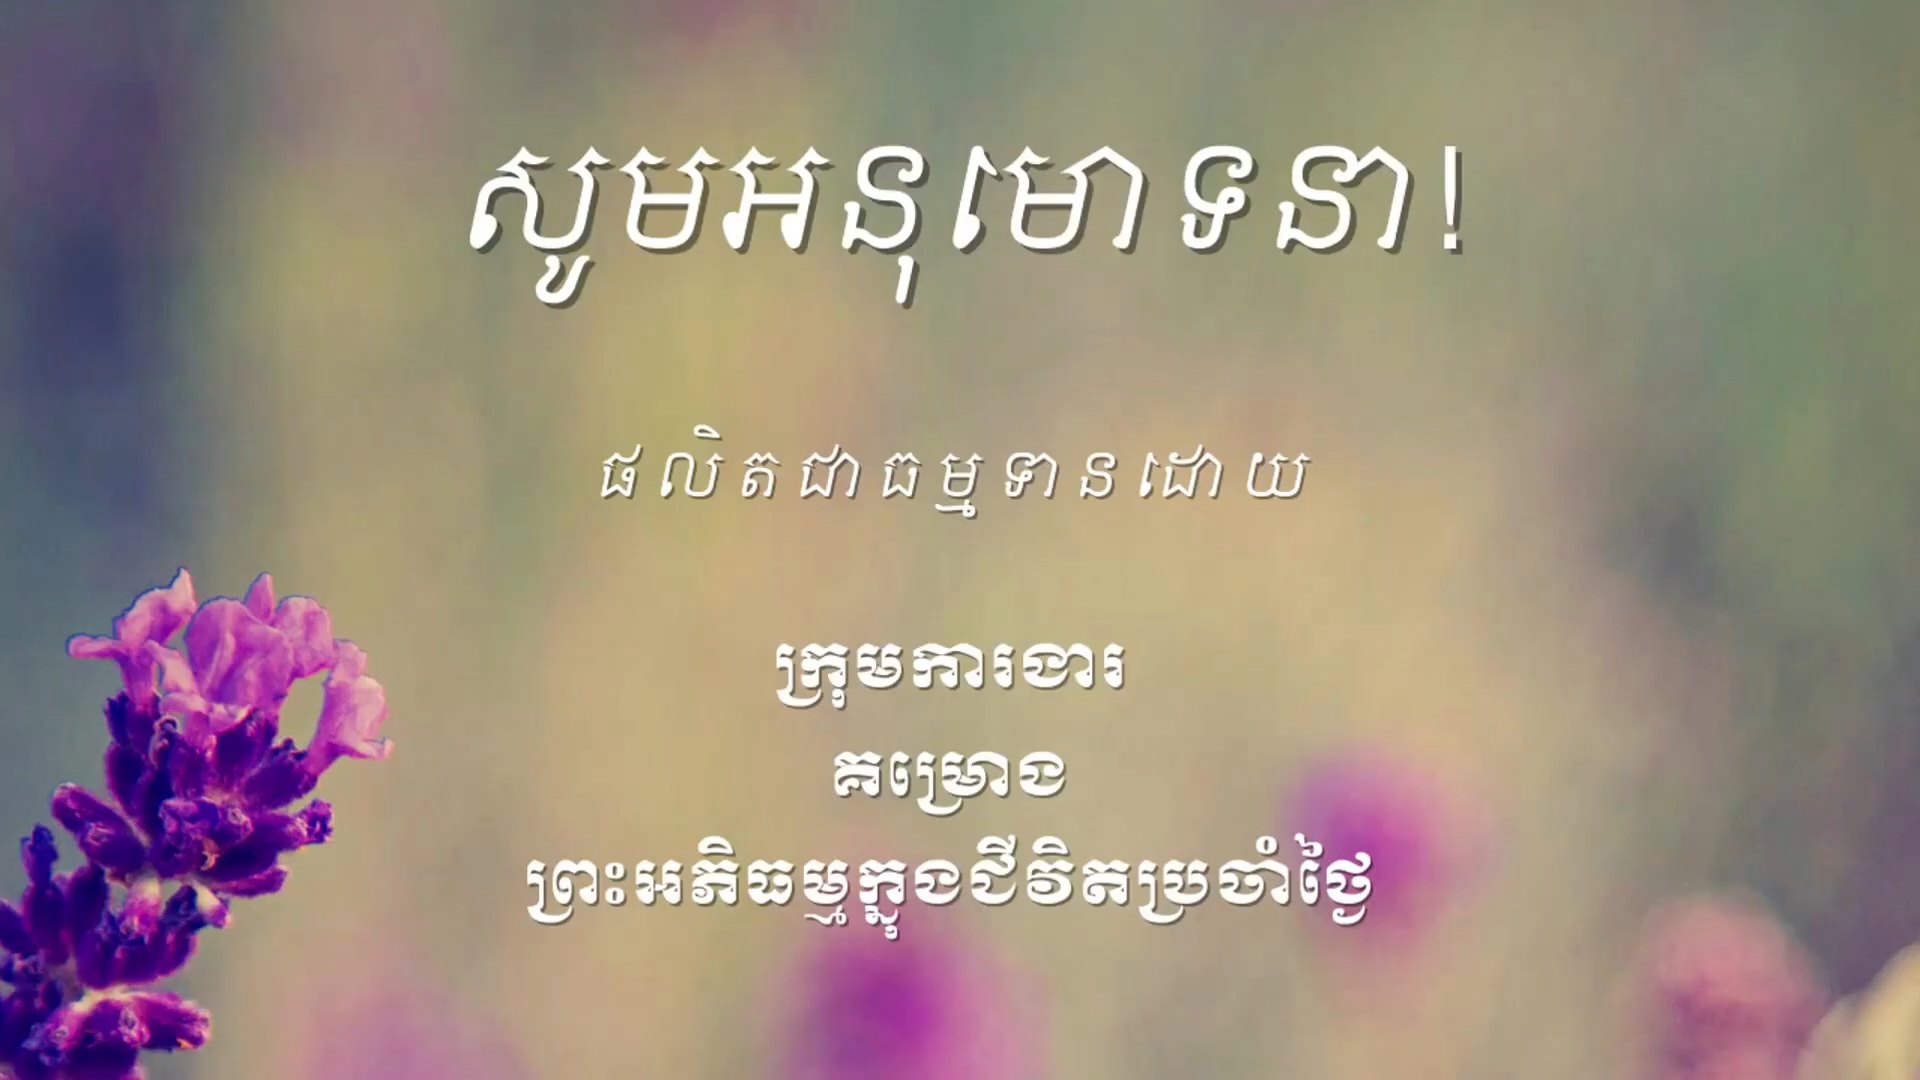 សូមអនុមោទនា!
ផលិតជាធម្មទានដោយ
ក្រុមការងារ
គម្រោង
ព្រះអភិធម្មក្នុងជីវិតប្រចាំថ្ងៃ